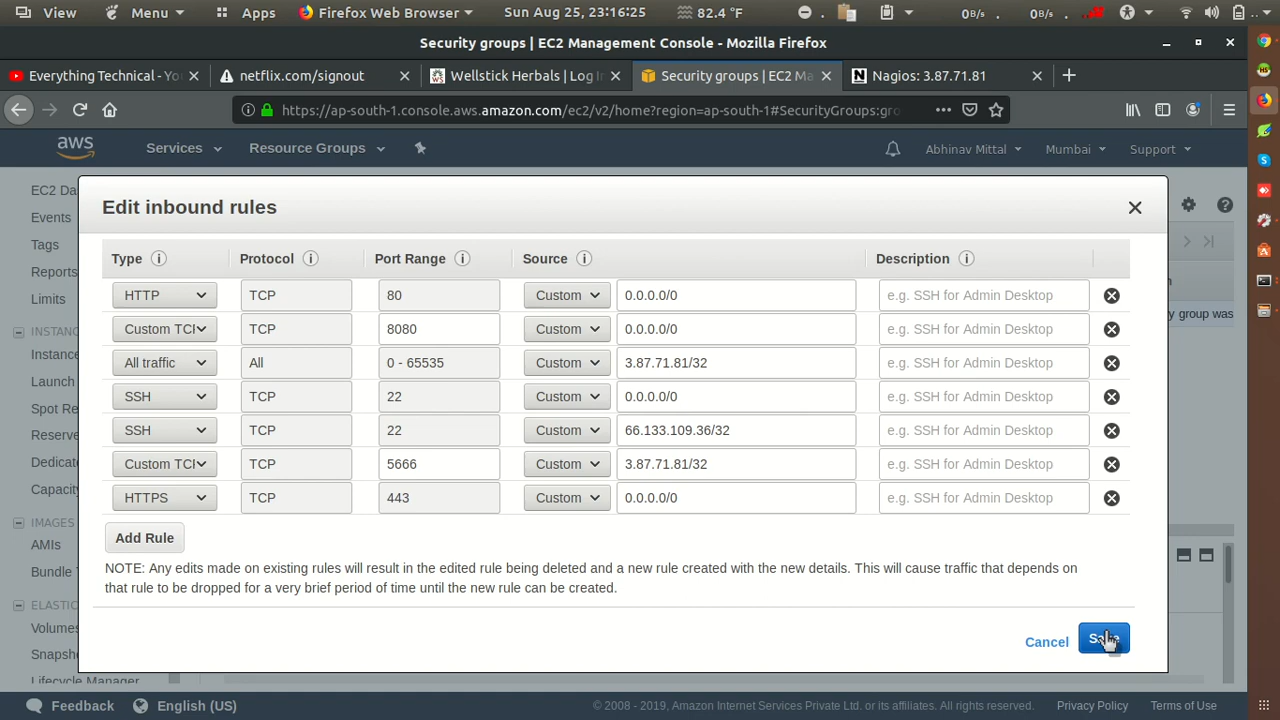 View Menu Apps Firefox Web Browser Sun Aug 25, 23:16:25 82.4 °F 0B/s 0B/s
Security groups | EC2 Management Console - Mozilla Firefox
Everything Technical - Yo netflix.com/signout Wellstick Herbals | Log I Security groups | EC2 Ma Nagios: 3.87.71.81
https://ap-south-1.console.aws.amazon.com/ec2/v2/home?region=ap-south-1#SecurityGroups:gro
aws Services Resource Groups Abhinav Mittal Mumbai Support
EC2 Da
Events
Tags
Reports
Limits
INSTANC
Instance
Launch
Spot Re
Reserve
Dedicate
Capacity
IMAGES
AMIs
Bundle T
ELASTIC
Volumes
Snapsh
Lifecycle Manager
y group was
Edit inbound rules
Type Protocol Port Range Source Description
HTTP TCP 80 Custom 0.0.0.0/0 e.g. SSH for Admin Desktop
Custom TCP TCP 8080 Custom 0.0.0.0/0 e.g. SSH for Admin Desktop
All traffic All 0 - 65535 Custom 3.87.71.81/32 e.g. SSH for Admin Desktop
SSH TCP 22 Custom 0.0.0.0/0 e.g. SSH for Admin Desktop
SSH TCP 22 Custom 66.133.109.36/32 e.g. SSH for Admin Desktop
Custom TCP TCP 5666 Custom 3.87.71.81/32 e.g. SSH for Admin Desktop
HTTPS TCP 443 Custom 0.0.0.0/0 e.g. SSH for Admin Desktop
Add Rule
NOTE: Any edits made on existing rules will result in the edited rule being deleted and a new rule created with the new details. This will cause traffic that depends on
that rule to be dropped for a very brief period of time until the new rule can be created.
Cancel Save
Feedback English (US) © 2008 - 2019, Amazon Internet Services Private Ltd. or its affiliates. All rights reserved. Privacy Policy Terms of Use